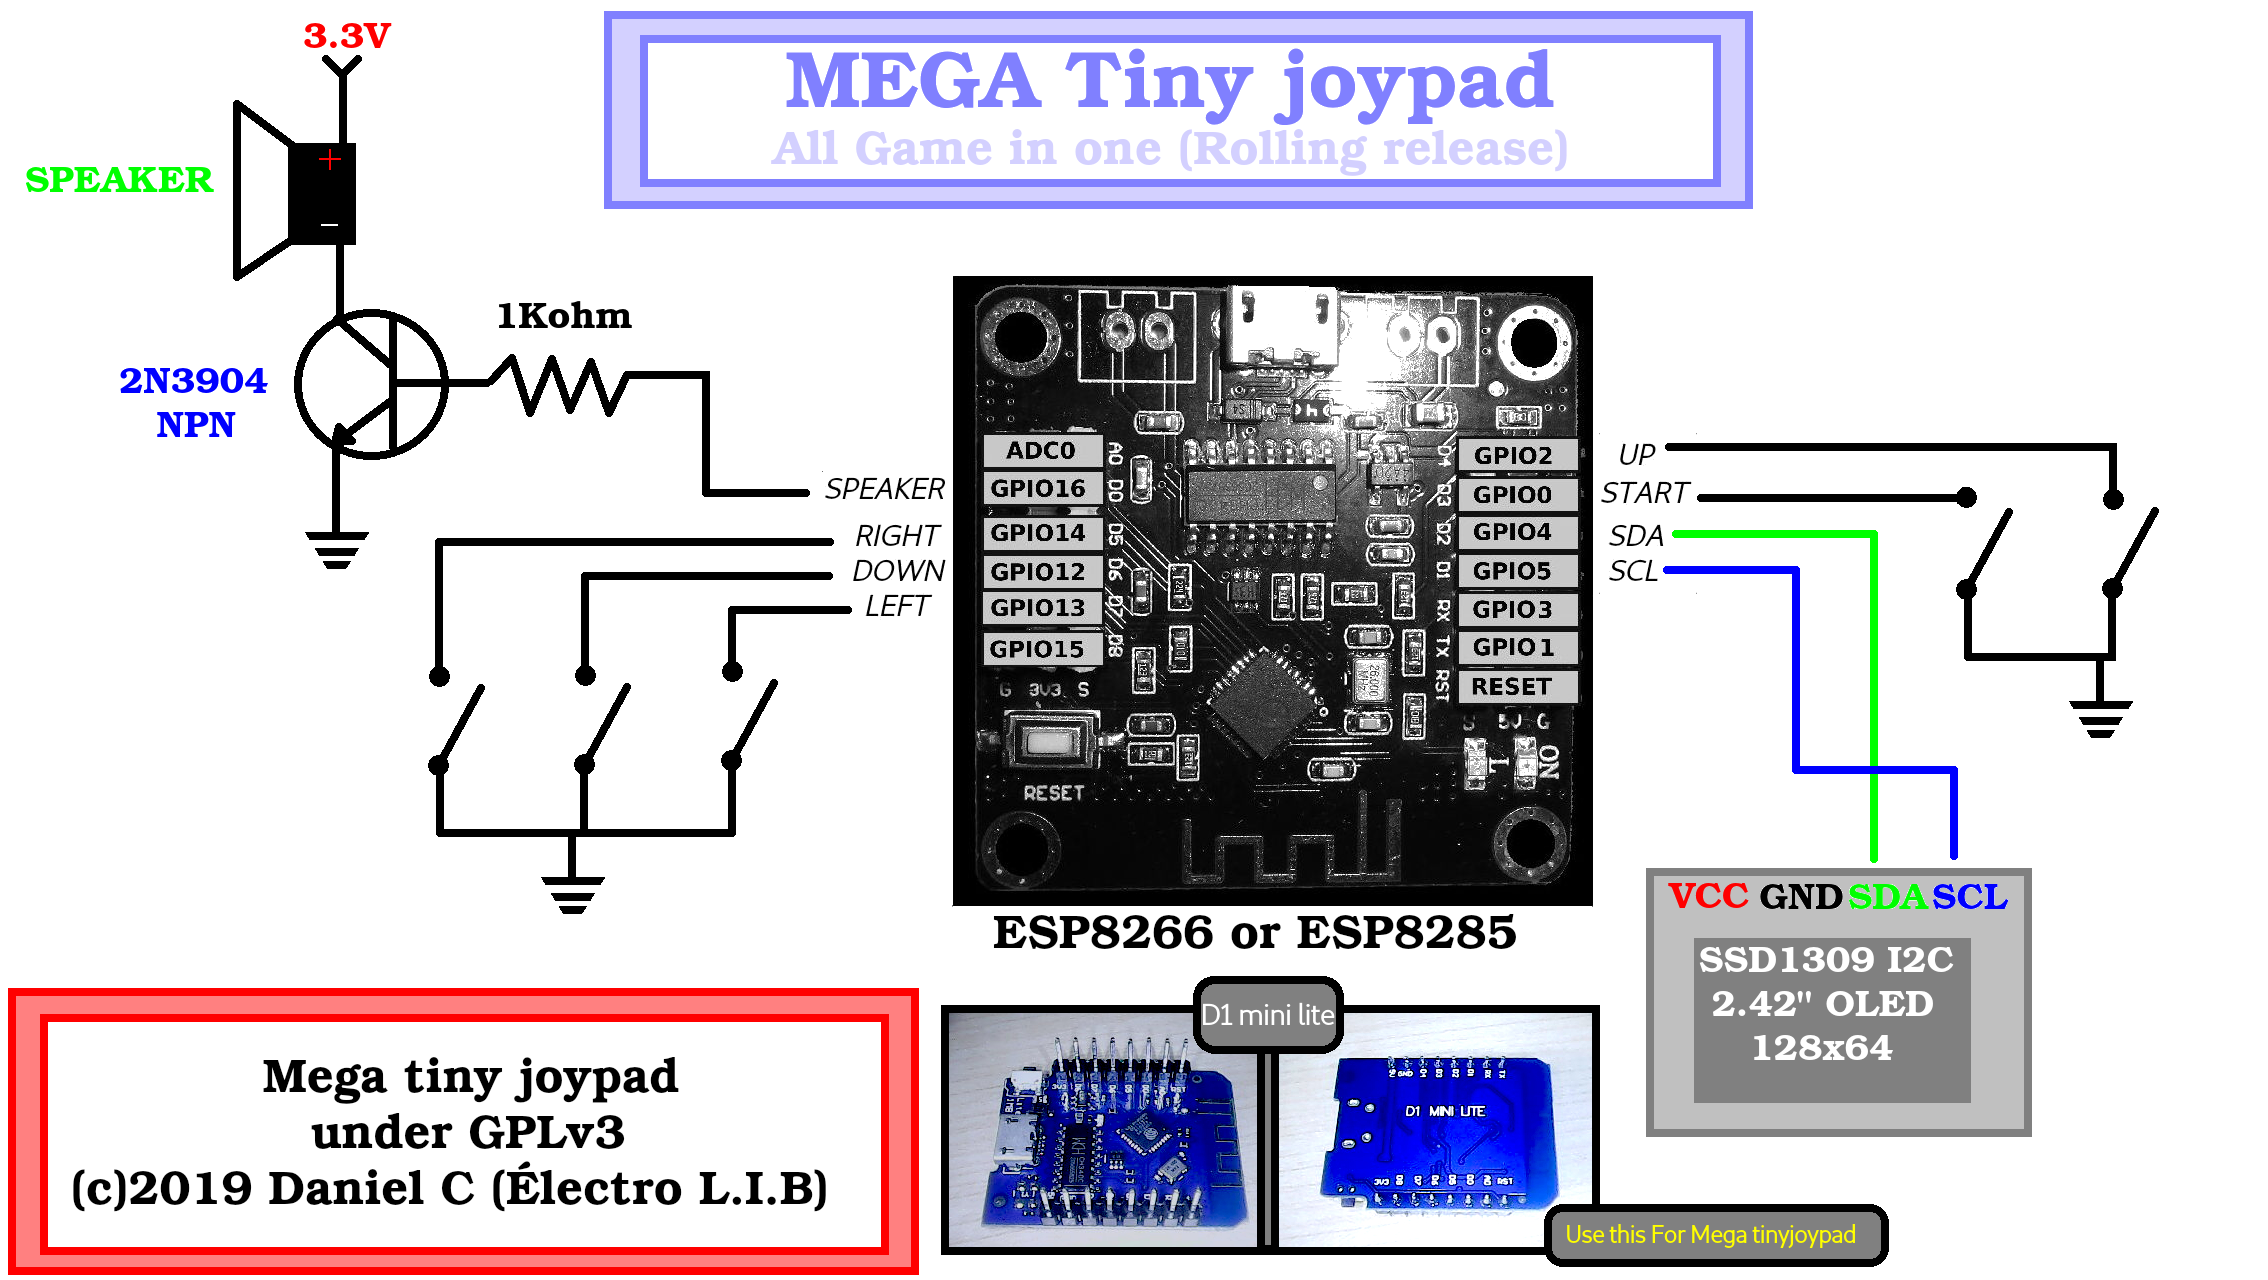 3.3V
MEGA Tiny joypad
All Game in one (Rolling release)
SPEAKER
+
1Kohm
2N3904
NPN
SPEAKER
RIGHT
DOWN
LEFT
ADC0
GPIO16
GPIO14
GPIO12
GPIO13
GPIO15
A0
D0
D5
D6
D7
D8
G 3V3 S
RESET
GPIO2
GPIO0
GPIO4
GPIO5
GPIO3
GPIO1
RESET
D4
D3
D2
D1
RX
TX
RST
S 5V G
L
ON
UP
START
SDA
SCL
ESP8266 or ESP8285
VCC GND SDA SCL
SSD1309 I2C
2.42" OLED
128x64
Mega tiny joypad
under GPLv3
(c)2019 Daniel C (Électro L.I.B)
D1 mini lite
D1 MINI LITE
3V3
RST
Use this For Mega tinyjoypad